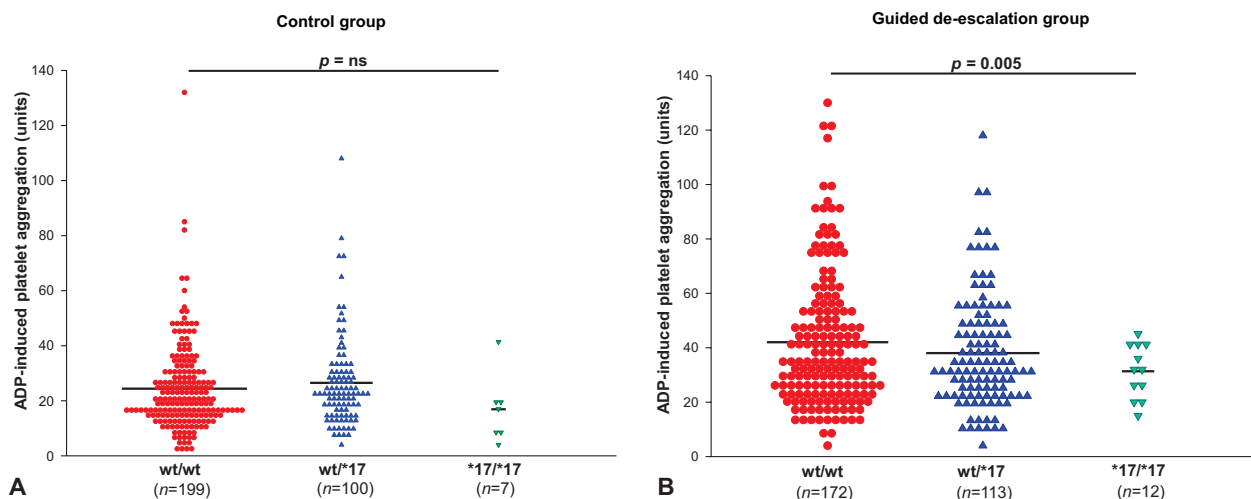 Control group
p = ns
ADP-induced platelet aggregation (units)
140
120
100
80
60
40
20
0
wt/wt
wt/*17
*17/*17
(n=199)
(n=100)
(n=7)
A
Guided de-escalation group
p = 0.005
ADP-induced platelet aggregation (units)
140
120
100
80
60
40
20
0
wt/wt
wt/*17
*17/*17
(n=172)
(n=113)
(n=12)
B